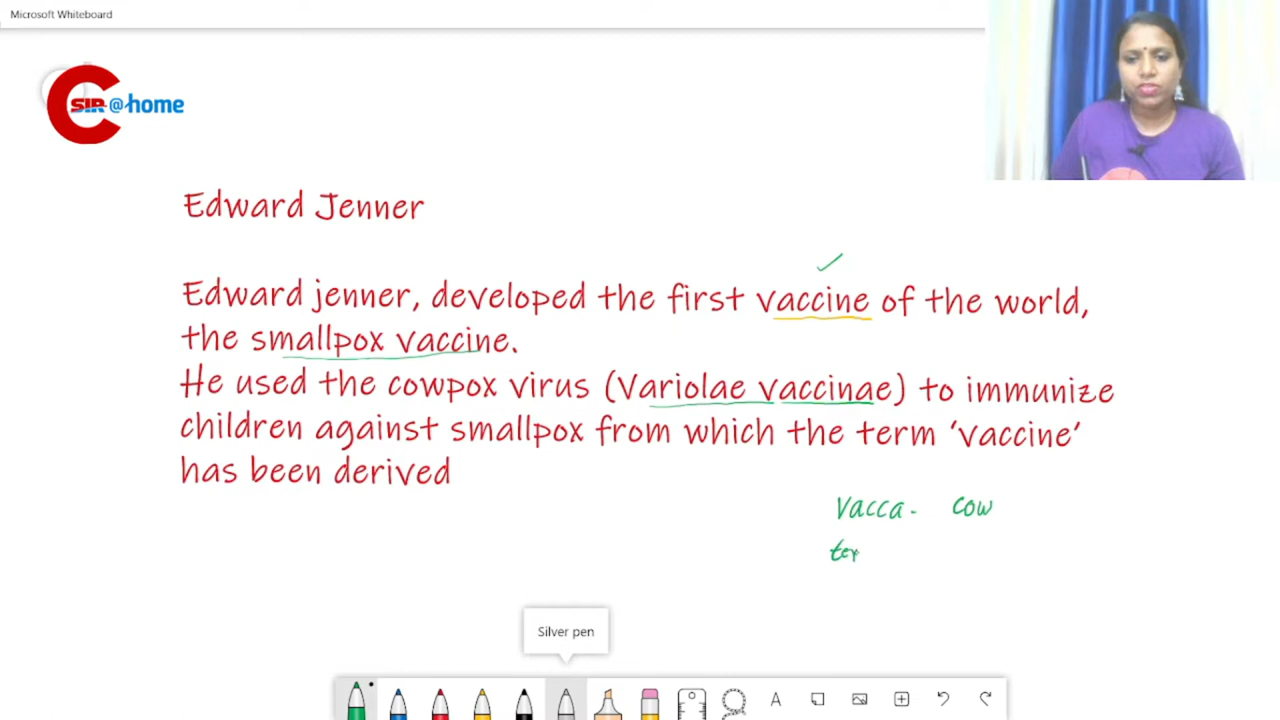 Microsoft Whiteboard
C SIR @home
Edward Jenner
Edward jenner, developed the first vaccine of the world,
the smallpox vaccine.
He used the cowpox virus (Variolae vaccinae) to immunize
children against smallpox from which the term 'vaccine'
has been derived
Vacca - Cow
ter
Silver pen
A